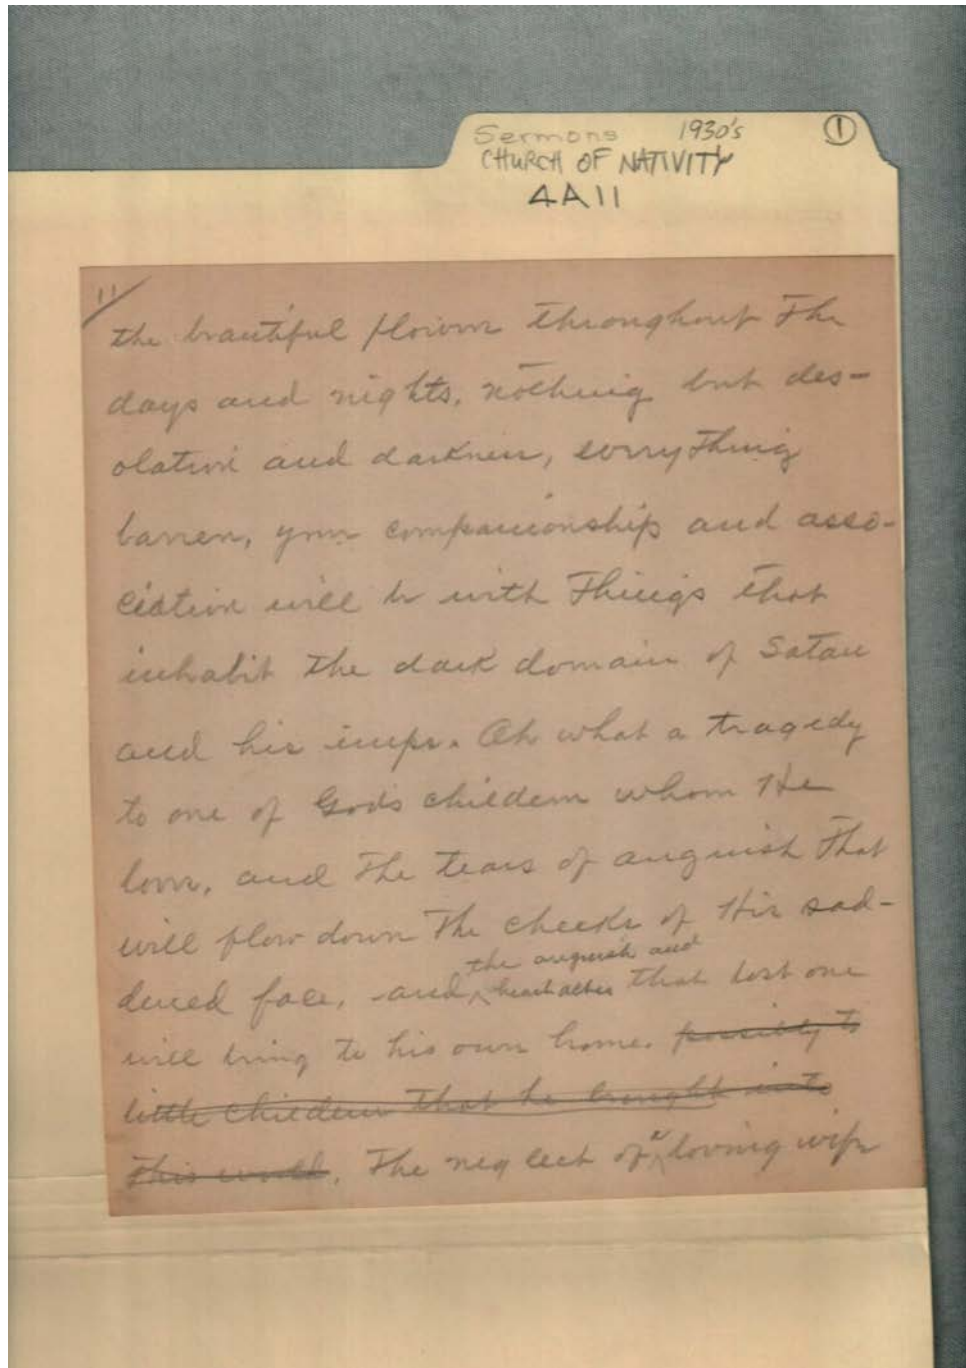 Sermons 1930's ①
CHURCH OF NATIVITY
4A11
11/
the beautiful flowers throughout the
days and nights, nothing but des-
olation and darkness, everything
barren, your companionship and asso-
ciation will be with things that
inhabit the dark domain of Satan
and his imps. Oh what a tragedy
to one of God's children whom He
loves, and the tears of anguish that
will flow down the cheeks of His sad-
dened face, and the anguish and
heartaches that lost one
will bring to his own home. possibly to
little children that he brought into
this world. The neglect of a loving wife